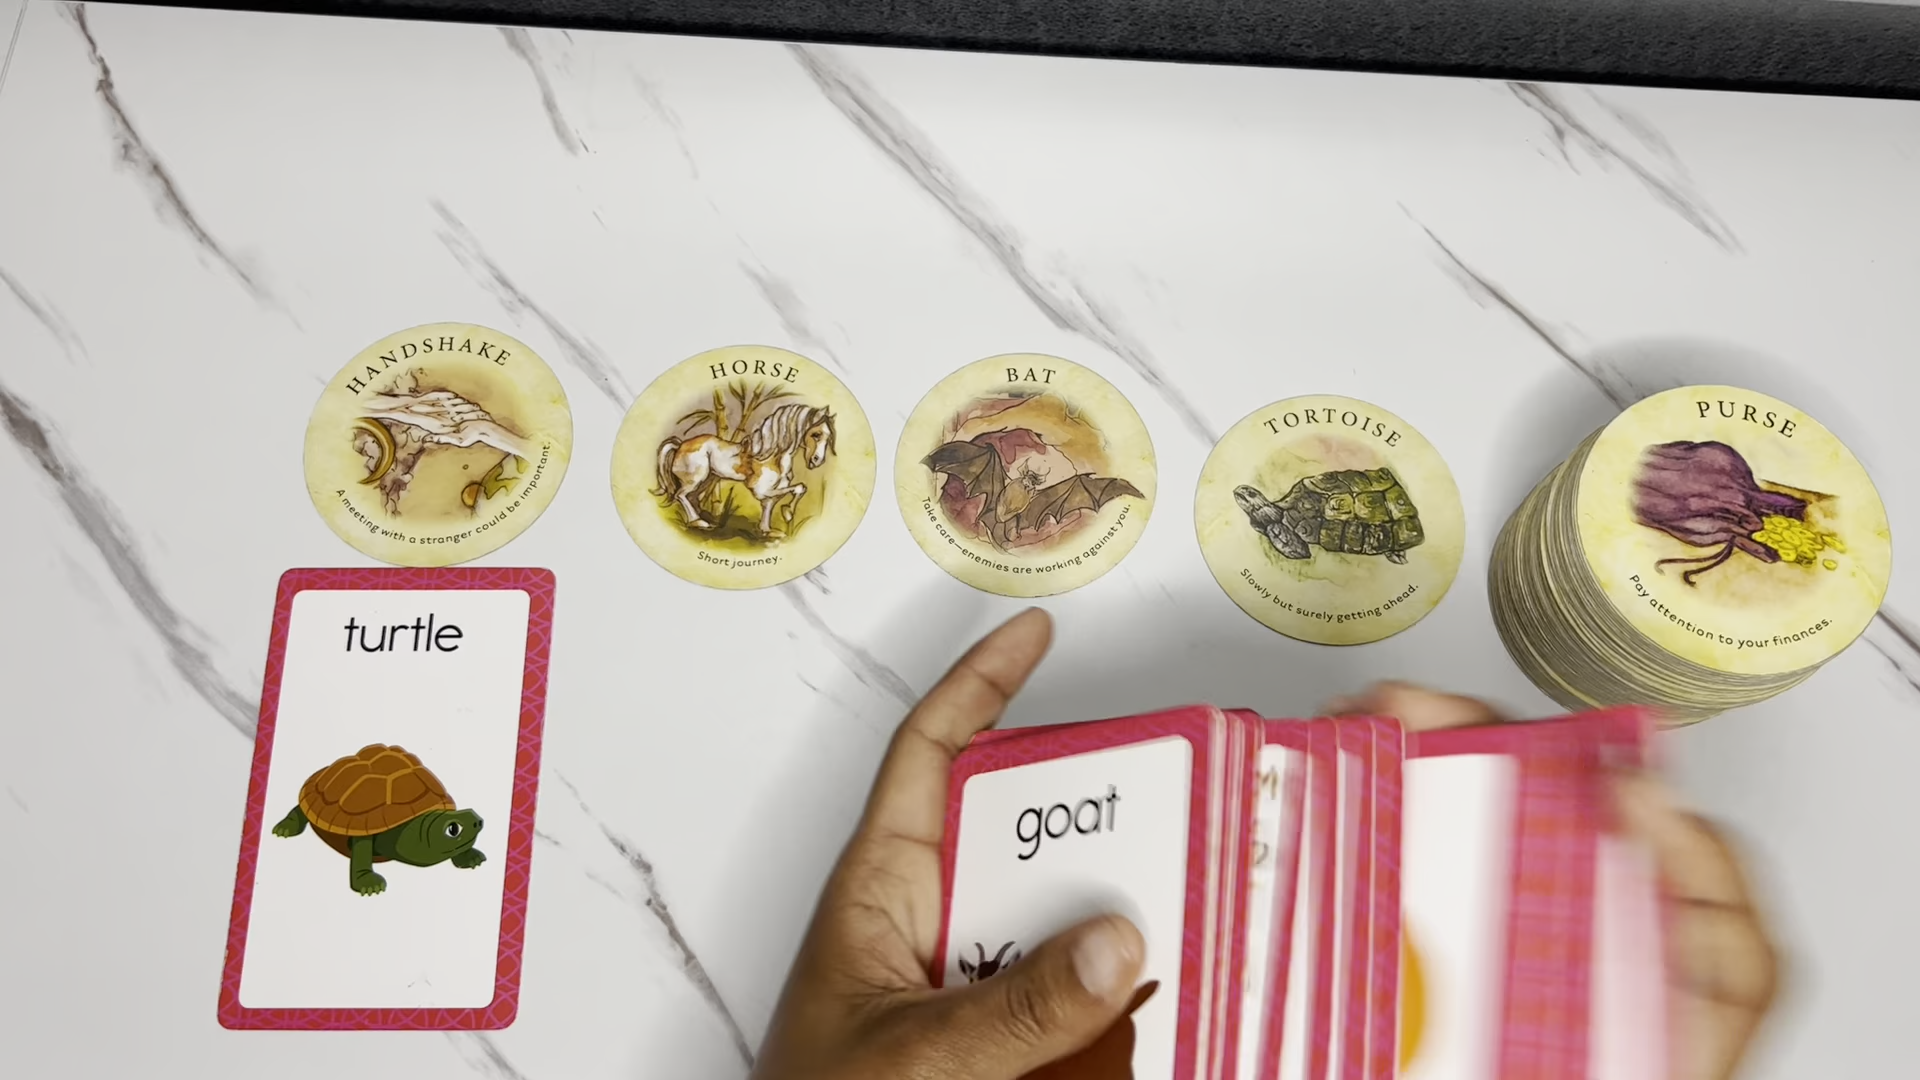 HANDSHAKE
A meeting with a stranger could be important.
HORSE
Short journey.
BAT
Take care—enemies are working against you.
TORTOISE
Slowly but surely getting ahead.
PURSE
Pay attention to your finances.
turtle
goat